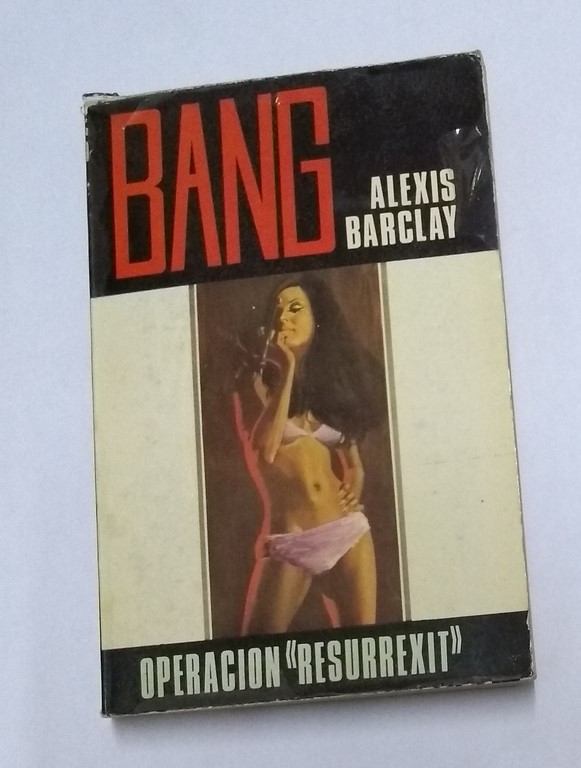 BANG
ALEXIS
BARCLAY
OPERACION "RESURREXIT"